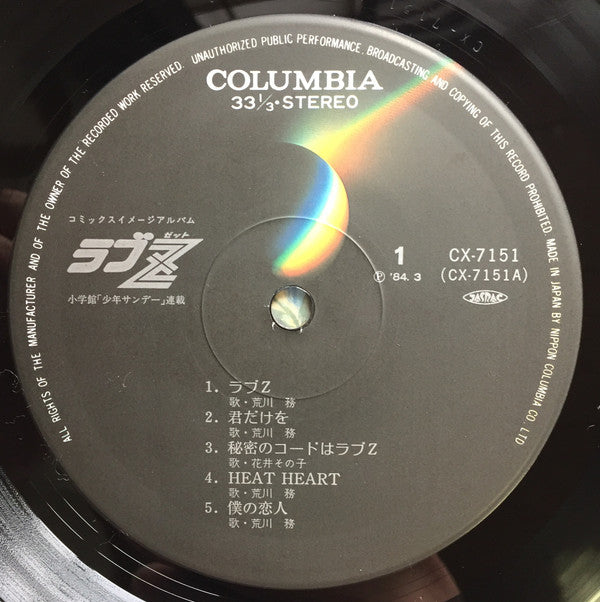 ALL RIGHTS OF THE MANUFACTURER AND OF THE OWNER OF THE RECORDED WORK RESERVED. UNAUTHORIZED PUBLIC PERFORMANCE, BROADCASTING AND COPYING OF THIS RECORD PROHIBITED. MADE IN JAPAN BY NIPPON COLUMBIA CO. LTD
COLUMBIA
33 1/3・STEREO
コミックスイメージアルバム
ゼット
ラブZ
小学館「少年サンデー」連載
1
CX-7151
Ⓟ '84. 3
(CX-7151A)
JASRAC
1. ラブZ
歌・荒川 務
2. 君だけを
歌・荒川 務
3. 秘密のコードはラブZ
歌・花井その子
4. HEAT HEART
歌・荒川 務
5. 僕の恋人
歌・荒川 務